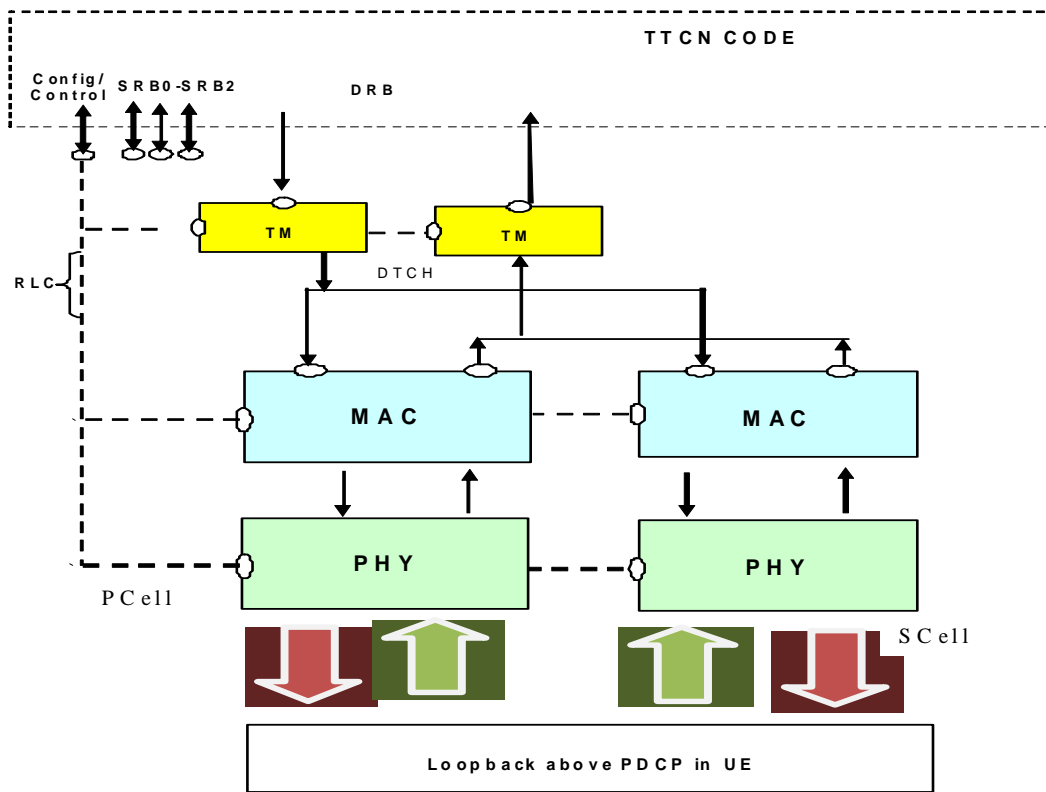 TTCN CODE
Config/
Control
SRB0-SRB2
DRB
TM
TM
DTCH
RLC
MAC
MAC
PHY
PHY
PCell
SCell
Loopback above PDCP in UE